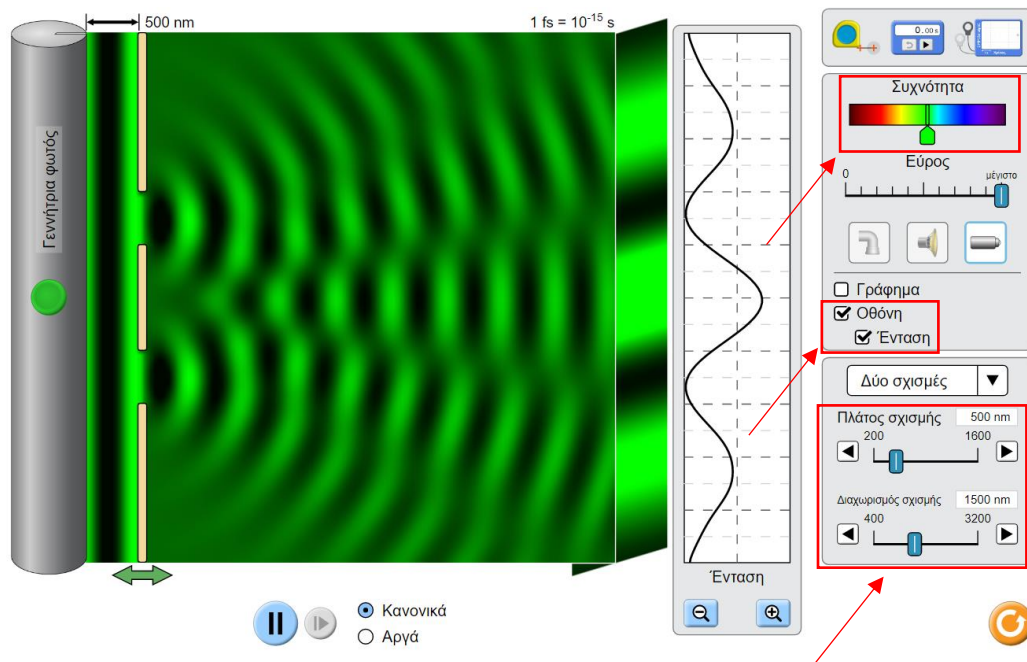 500 nm
1 fs = 10⁻¹⁵ s
Γεννήτρια φωτός
Ένταση
Κανονικά
Αργά
0.00 s
Συχνότητα
Εύρος
0
μέγιστο
Γράφημα
Οθόνη
Ένταση
Δύο σχισμές
Πλάτος σχισμής
500 nm
200
1600
Διαχωρισμός σχισμής
1500 nm
400
3200